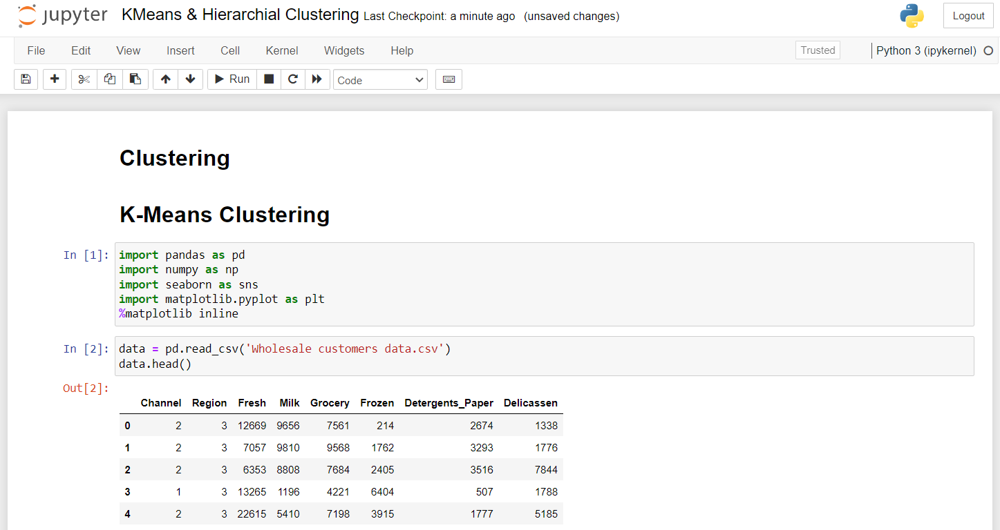 jupyter KMeans & Hierarchial Clustering Last Checkpoint: a minute ago (unsaved changes) Logout
File Edit View Insert Cell Kernel Widgets Help Trusted Python 3 (ipykernel)
Run Code
Clustering
K-Means Clustering
In [1]: import pandas as pd
import numpy as np
import seaborn as sns
import matplotlib.pyplot as plt
%matplotlib inline
In [2]: data = pd.read_csv('Wholesale customers data.csv')
data.head()
Out[2]:
Channel Region Fresh Milk Grocery Frozen Detergents_Paper Delicassen
0 2 3 12669 9656 7561 214 2674 1338
1 2 3 7057 9810 9568 1762 3293 1776
2 2 3 6353 8808 7684 2405 3516 7844
3 1 3 13265 1196 4221 6404 507 1788
4 2 3 22615 5410 7198 3915 1777 5185